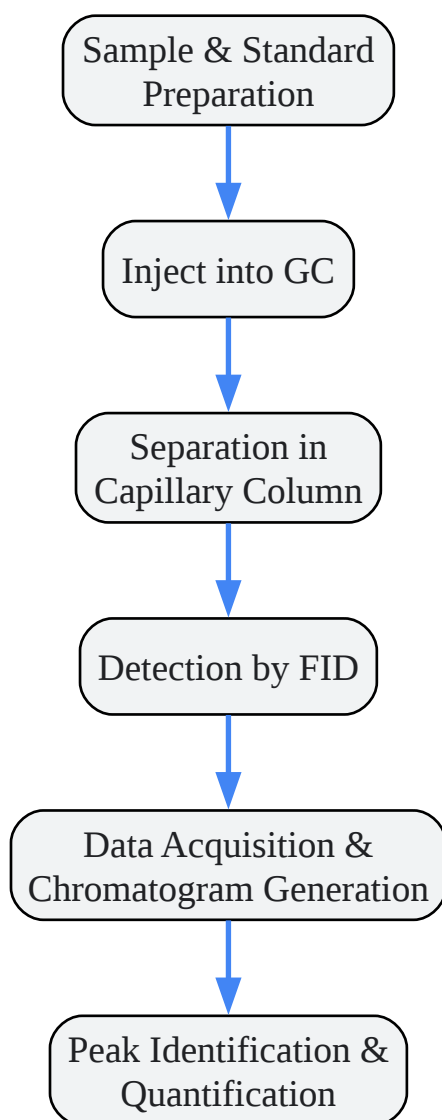 Sample & Standard
Preparation
Inject into GC
Separation in
Capillary Column
Detection by FID
Data Acquisition &
Chromatogram Generation
Peak Identification &
Quantification